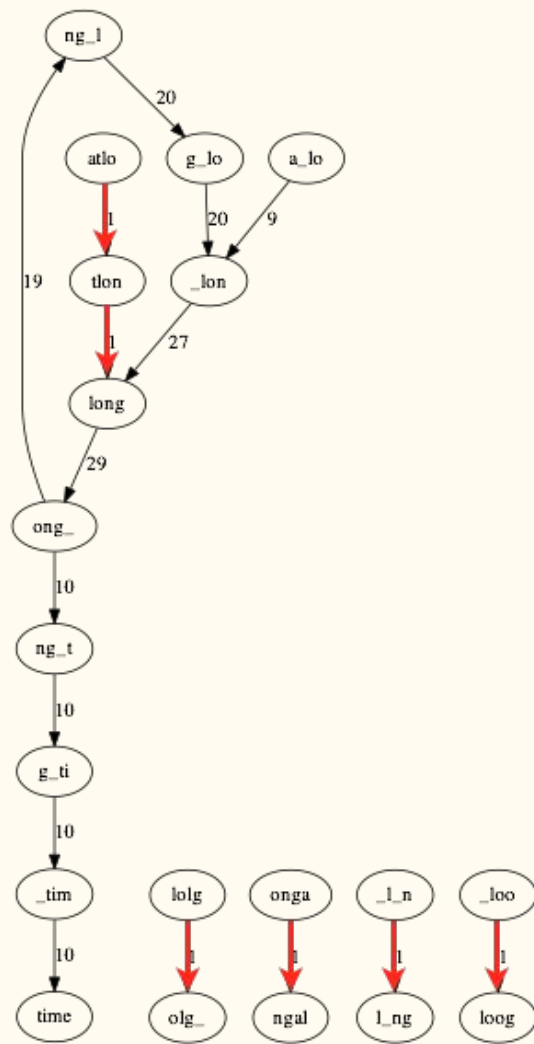 ng_l
20
atlo g_lo a_lo
1 20 9
19 tlon _lon
1 27
long
29
ong_
10
ng_t
10
g_ti
10
_tim lolg onga _l_n _loo
10 1 1 1 1
time olg_ ngal l_ng loog